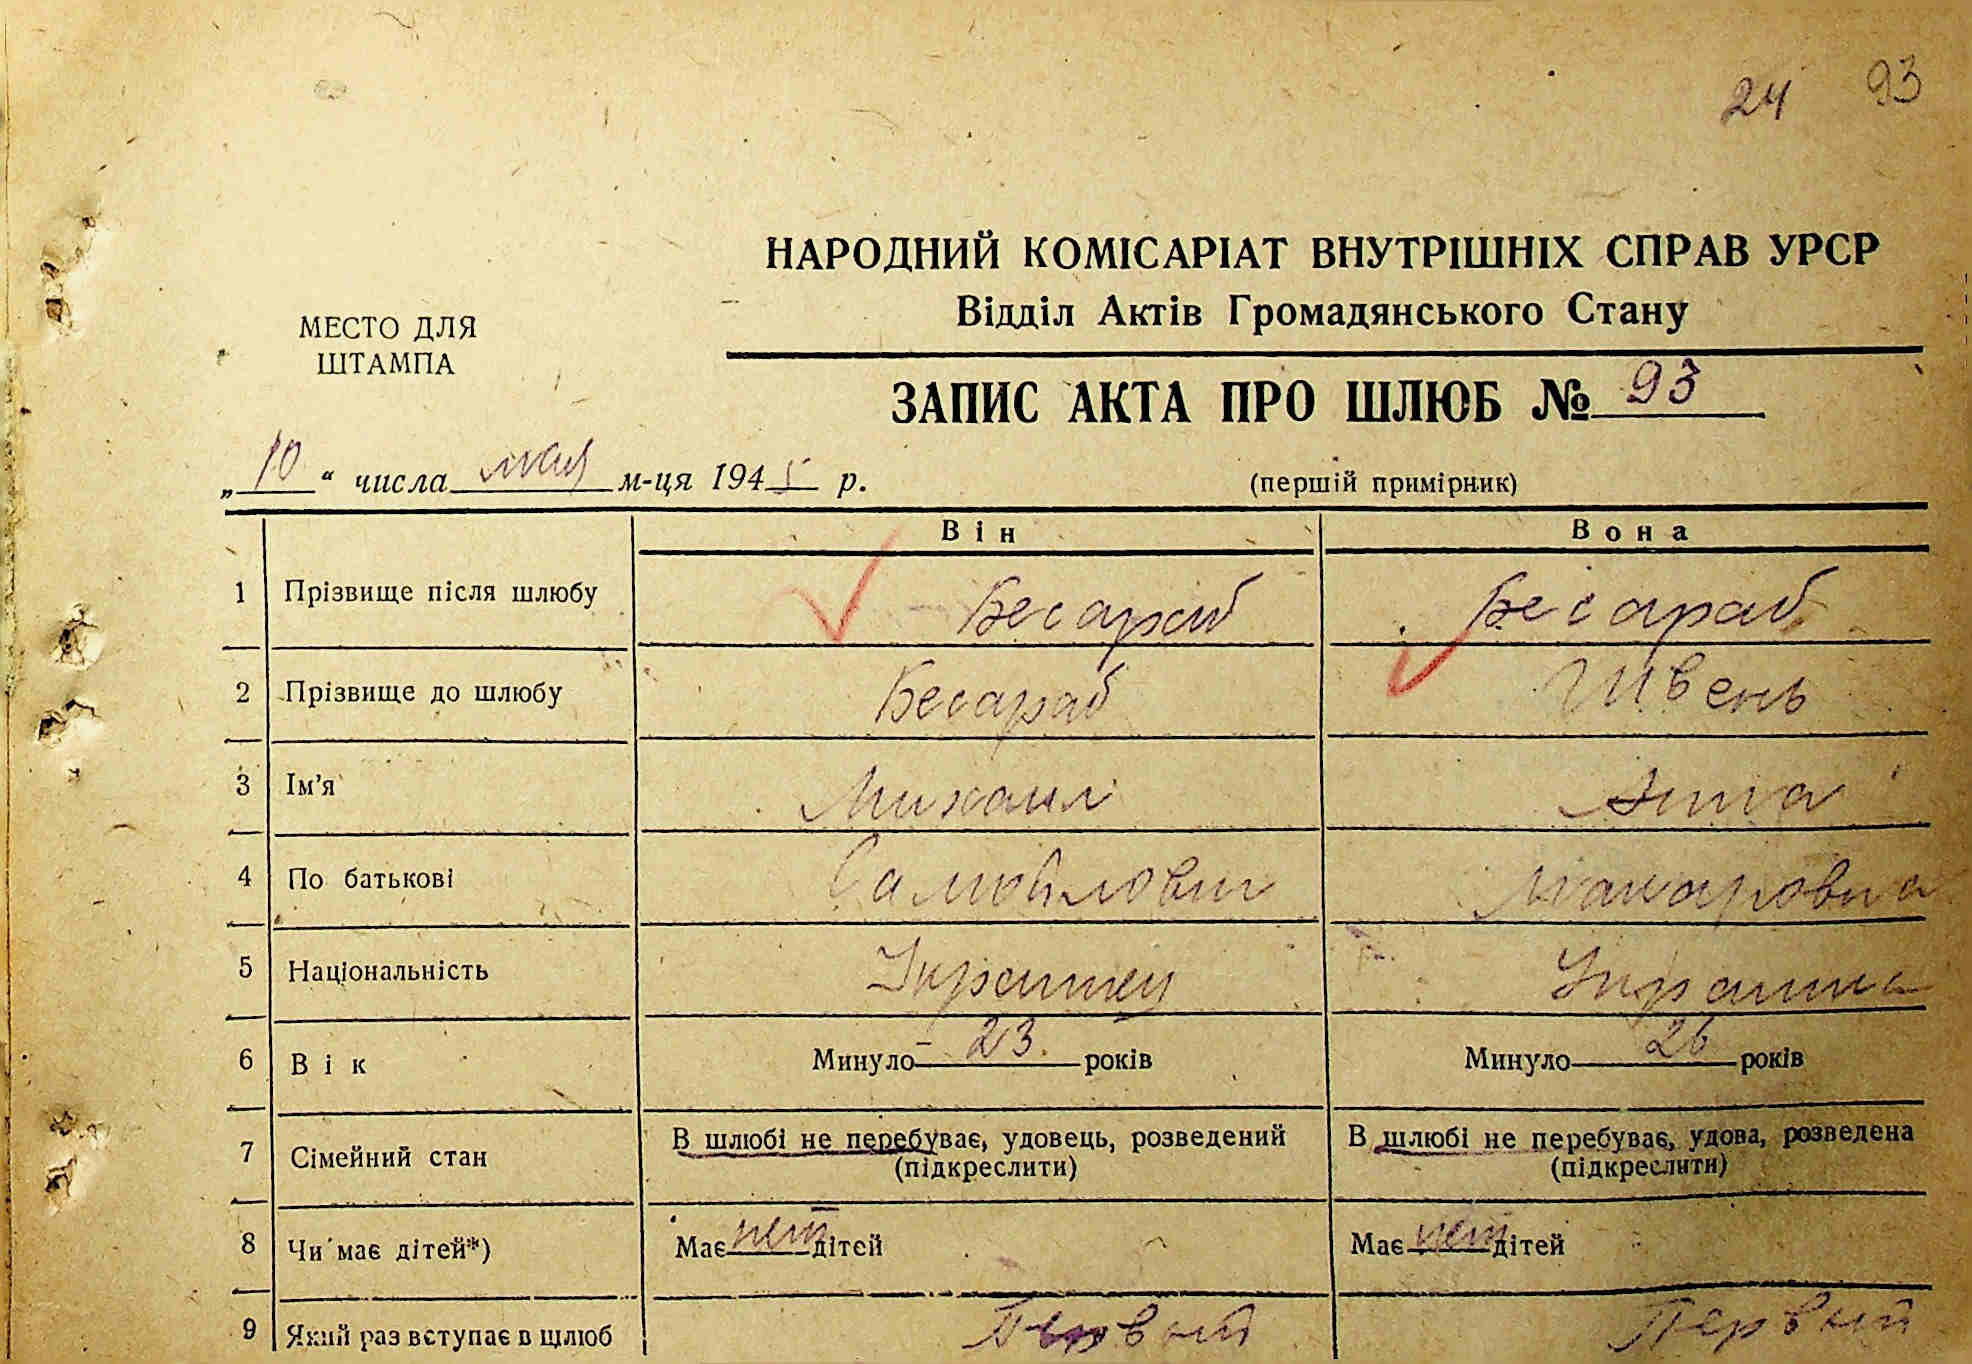 24 93
НАРОДНИЙ КОМІСАРІАТ ВНУТРІШНІХ СПРАВ УРСР
Відділ Актів Громадянського Стану
МЕСТО ДЛЯ
ШТАМПА
ЗАПИС АКТА ПРО ШЛЮБ № 93
„10“ числа мая м-ця 1945 р. (першій примірник)
Він Вона
1 Прізвище після шлюбу Бесараб Бесараб
2 Прізвище до шлюбу Бесараб Шивень
3 Ім'я Михаил Анна
4 По батькові Самойлович Макаровна
5 Національність Украинец Украинка
6 Вік Минуло 23 років Минуло 26 років
7 Сімейний стан В шлюбі не перебуває, удовець, розведений В шлюбі не перебуває, удова, розведена
(підкреслити) (підкреслити)
8 Чи має дітей*) Має нет дітей Має нет дітей
9 Який раз вступає в шлюб Первый Первый